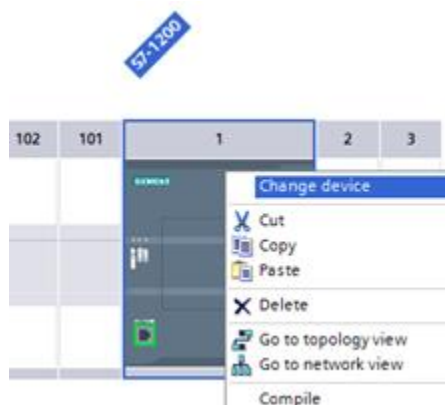 S7-1200
102 101 1 2 3
SIEMENS
Change device
Cut
Copy
Paste
Delete
Go to topology view
Go to network view
Compile